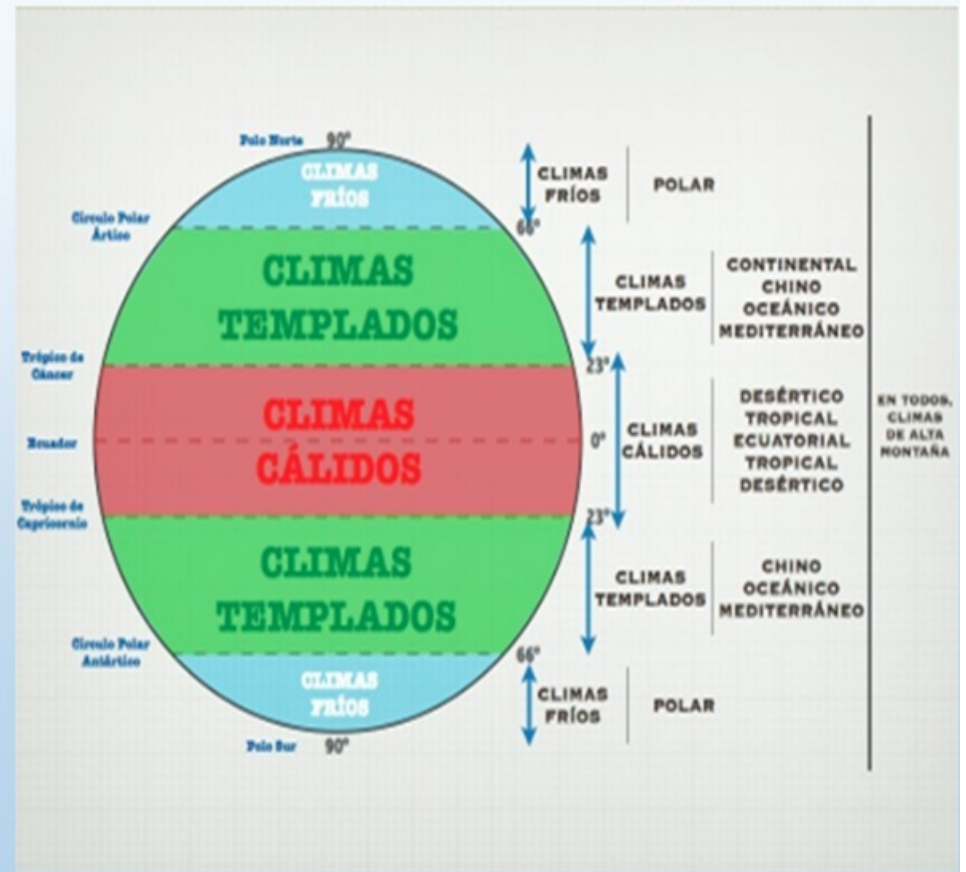 Polo Norte 90°
CLIMAS
FRÍOS
Círculo Polar
Ártico
66°
CLIMAS
FRÍOS
POLAR
CLIMAS
TEMPLADOS
CLIMAS
TEMPLADOS
CONTINENTAL
CHINO
OCEÁNICO
MEDITERRÁNEO
Trópico de
Cáncer
23°
CLIMAS
CÁLIDOS
Ecuador
0°
CLIMAS
CÁLIDOS
DESÉRTICO
TROPICAL
ECUATORIAL
TROPICAL
DESÉRTICO
EN TODOS,
CLIMAS
DE ALTA
MONTAÑA
Trópico de
Capricornio
23°
CLIMAS
TEMPLADOS
CLIMAS
TEMPLADOS
CHINO
OCEÁNICO
MEDITERRÁNEO
Círculo Polar
Antártico
66°
CLIMAS
FRÍOS
CLIMAS
FRÍOS
POLAR
Polo Sur 90°